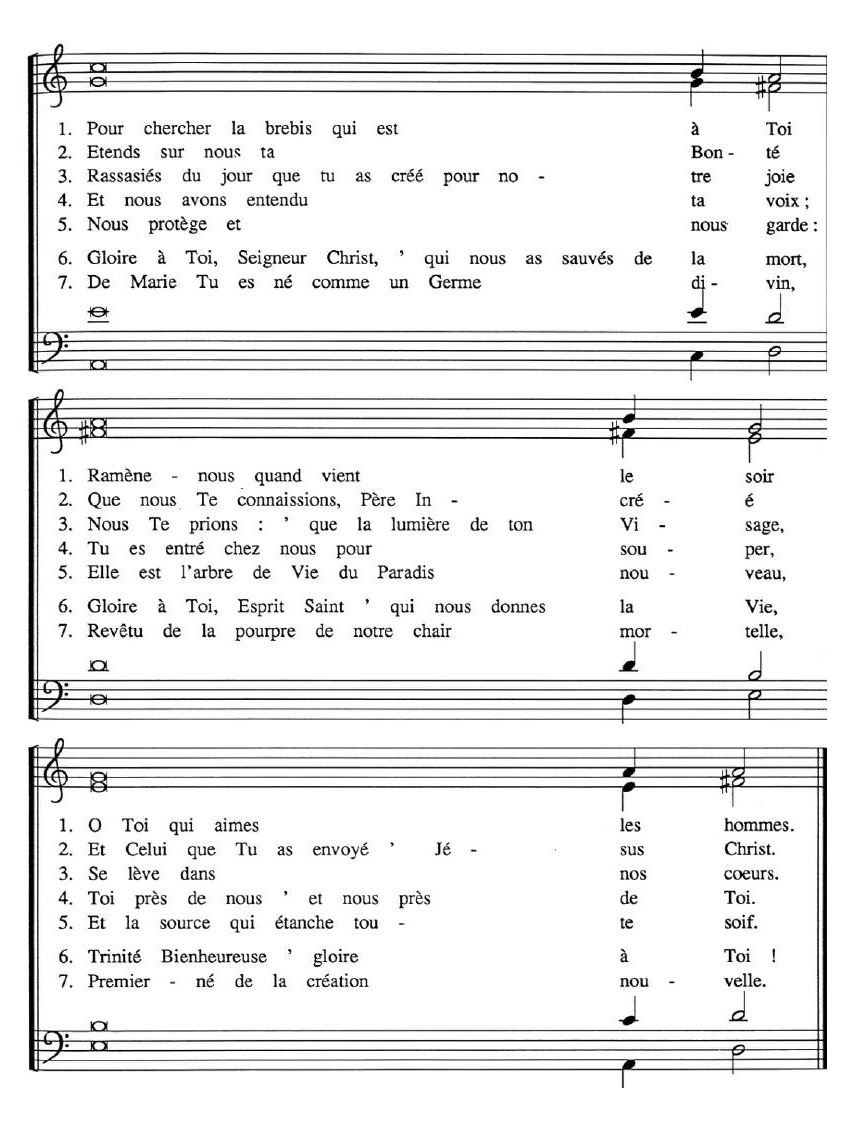 1. Pour chercher la brebis qui est à Toi
2. Etends sur nous ta Bon - té
3. Rassasiés du jour que tu as créé pour no - tre joie
4. Et nous avons entendu ta voix ;
5. Nous protège et nous garde :
6. Gloire à Toi, Seigneur Christ, ’ qui nous as sauvés de la mort,
7. De Marie Tu es né comme un Germe di - vin,
1. Ramène - nous quand vient le soir
2. Que nous Te connaissions, Père In - cré - é
3. Nous Te prions : ’ que la lumière de ton Vi - sage,
4. Tu es entré chez nous pour sou - per,
5. Elle est l’arbre de Vie du Paradis nou - veau,
6. Gloire à Toi, Esprit Saint ’ qui nous donnes la Vie,
7. Revêtu de la pourpre de notre chair mor - telle,
1. O Toi qui aimes les hommes.
2. Et Celui que Tu as envoyé ’ Jé - sus Christ.
3. Se lève dans nos coeurs.
4. Toi près de nous ’ et nous près de Toi.
5. Et la source qui étanche tou - te soif.
6. Trinité Bienheureuse ’ gloire à Toi !
7. Premier - né de la création nou - velle.